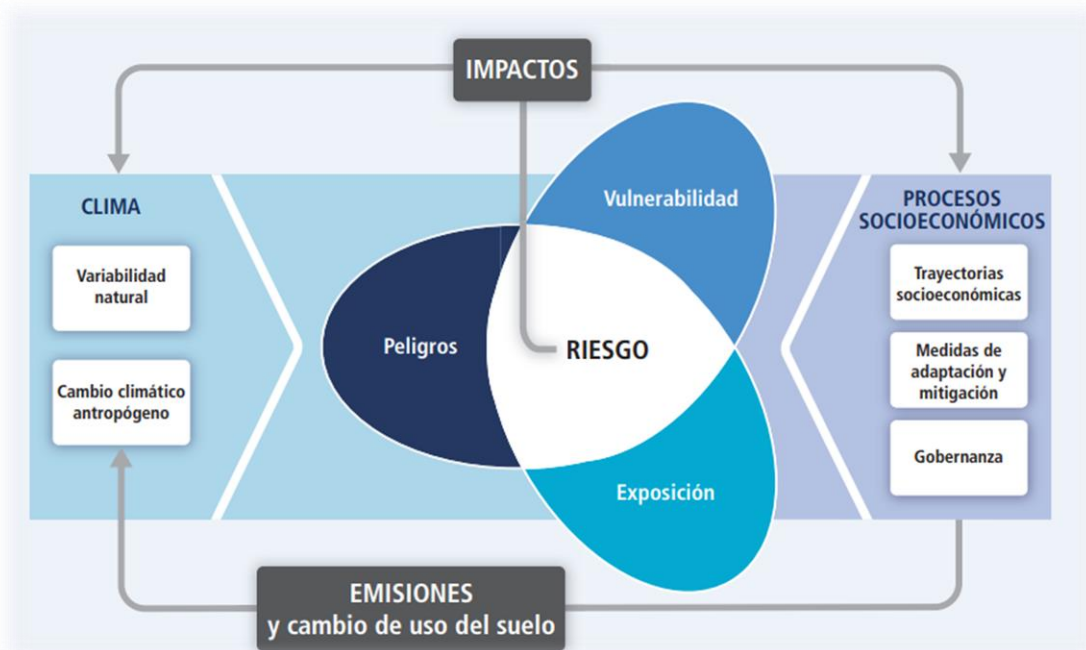 IMPACTOS
CLIMA
Variabilidad
natural
Cambio climático
antropógeno
Peligros
Vulnerabilidad
RIESGO
Exposición
PROCESOS
SOCIOECONÓMICOS
Trayectorias
socioeconómicas
Medidas de
adaptación y
mitigación
Gobernanza
EMISIONES
y cambio de uso del suelo